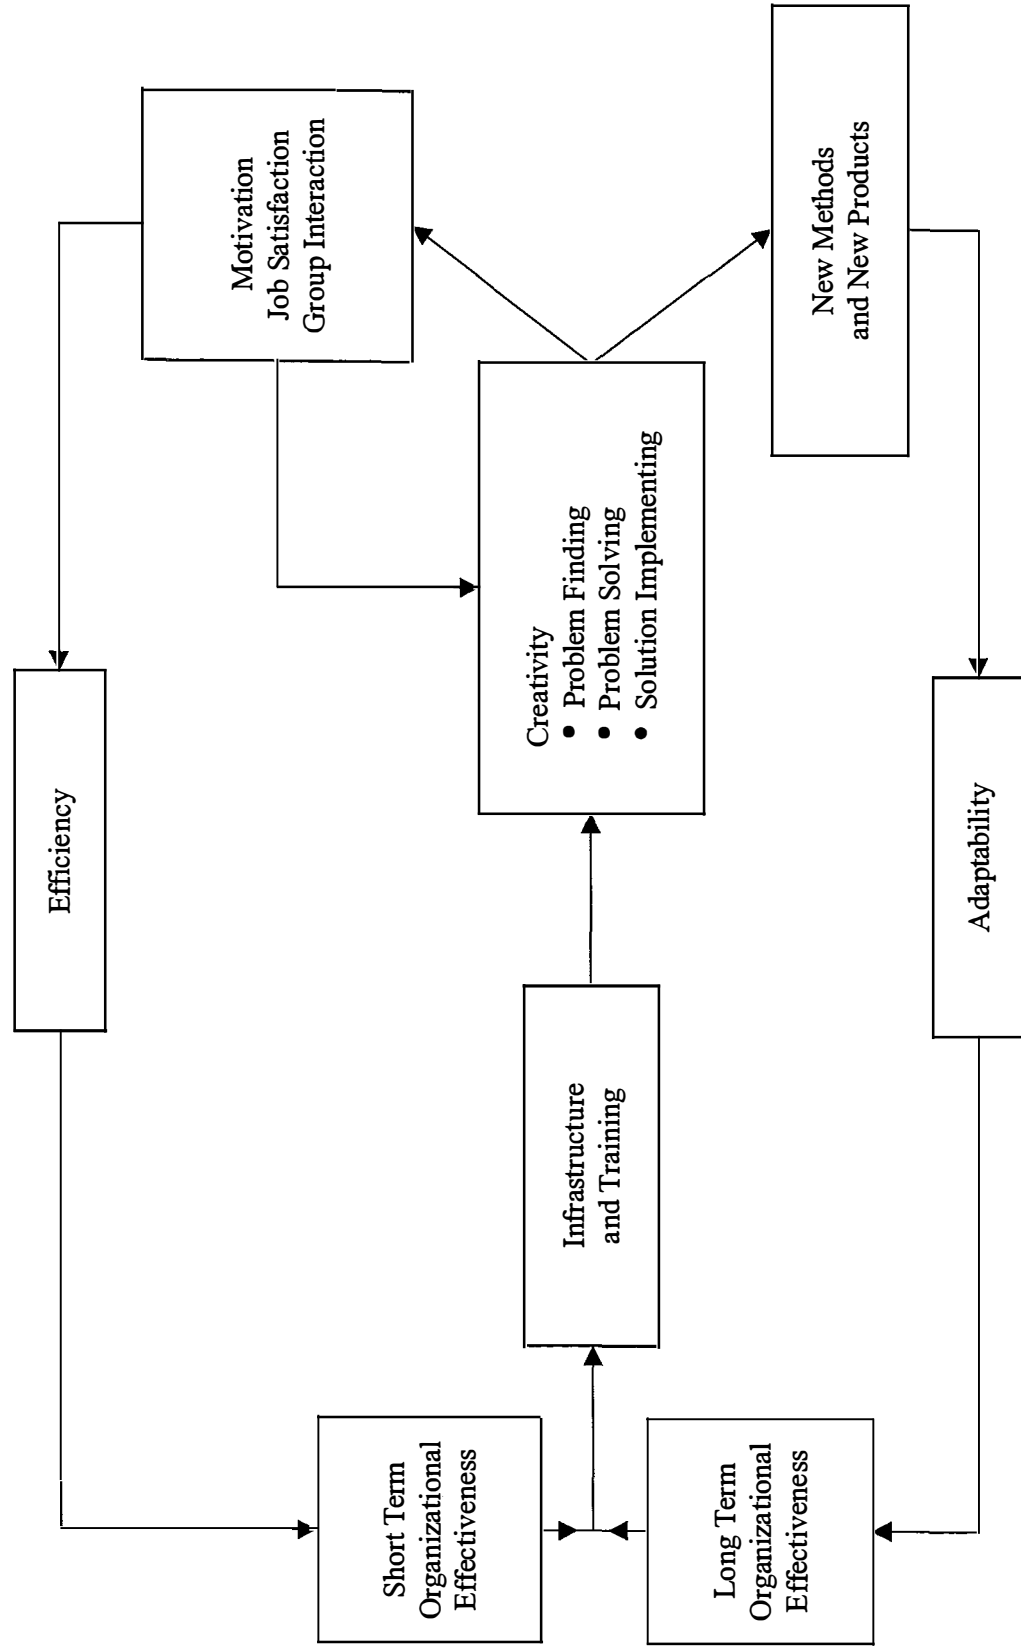 Short Term
Organizational
Effectiveness
Long Term
Organizational
Effectiveness
Infrastructure
and Training
Efficiency
Creativity
• Problem Finding
• Problem Solving
• Solution Implementing
Adaptability
Motivation
Job Satisfaction
Group Interaction
New Methods
and New Products